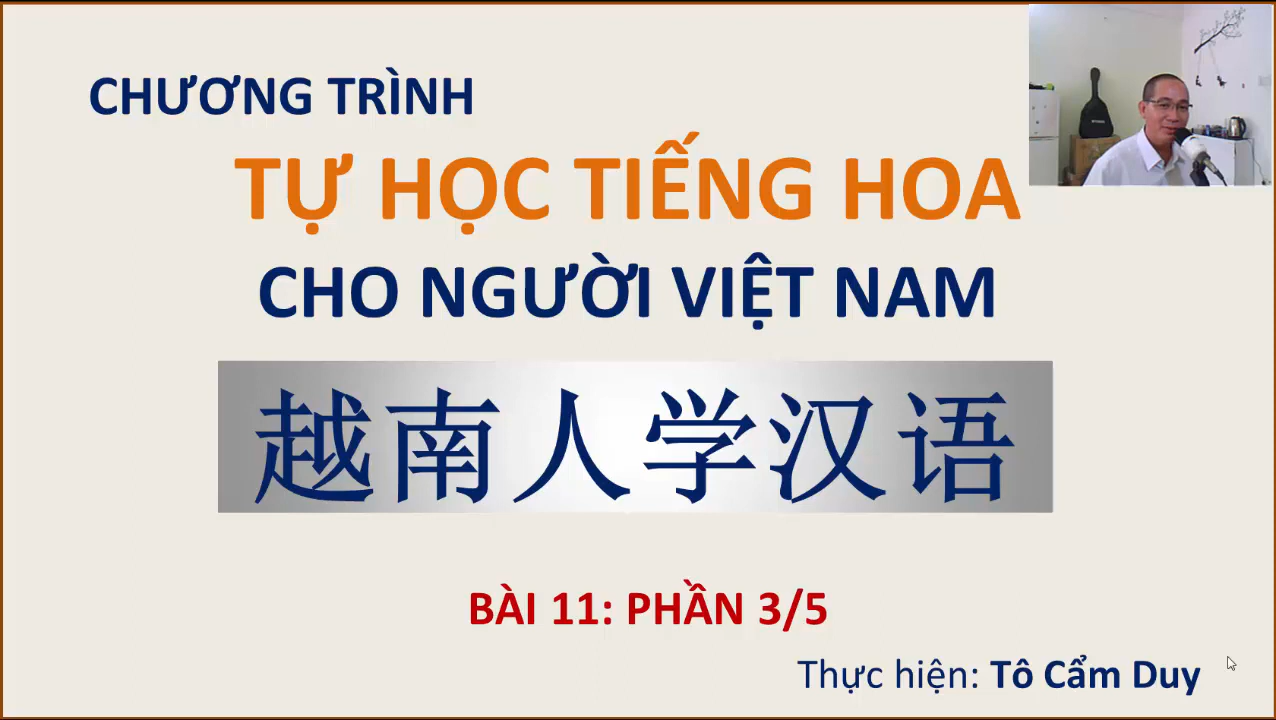 CHƯƠNG TRÌNH
TỰ HỌC TIẾNG HOA
CHO NGƯỜI VIỆT NAM
越南人学汉语
BÀI 11: PHẦN 3/5
Thực hiện: Tô Cẩm Duy